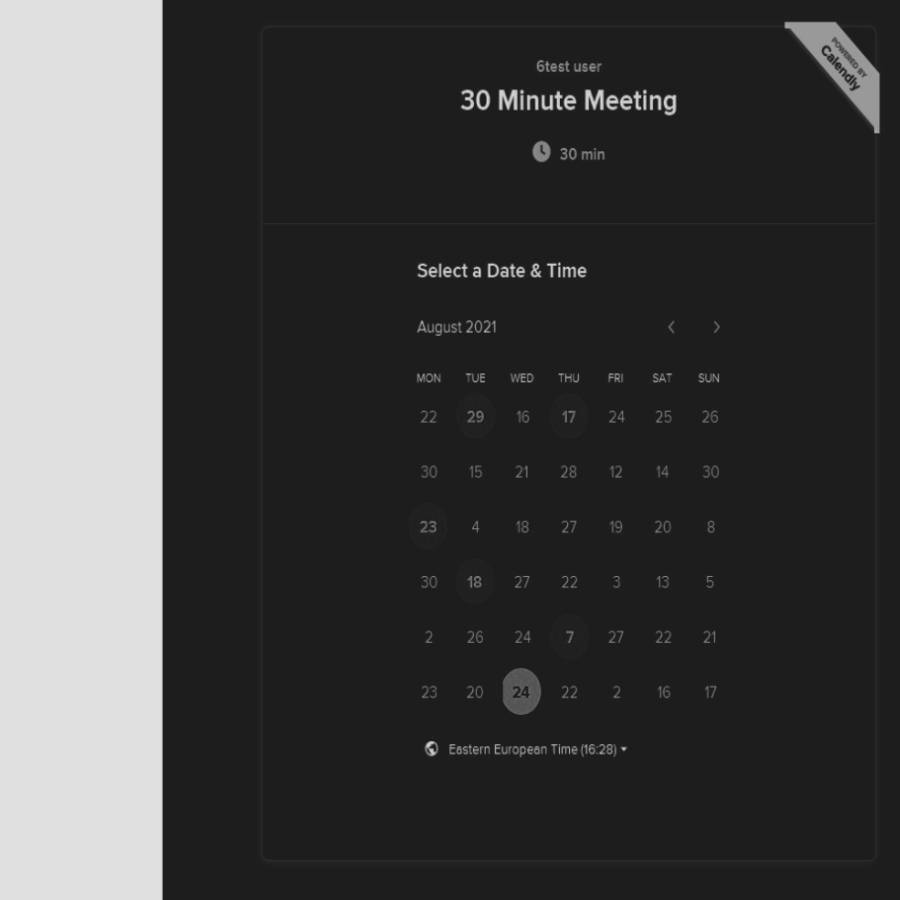 POWERED BY
Calendly
6test user
30 Minute Meeting
30 min
Select a Date & Time
August 2021
MON TUE WED THU FRI SAT SUN
22 29 16 17 24 25 26
30 15 21 28 12 14 30
23 4 18 27 19 20 8
30 18 27 22 3 13 5
2 26 24 7 27 22 21
23 20 24 22 2 16 17
Eastern European Time (16:28)